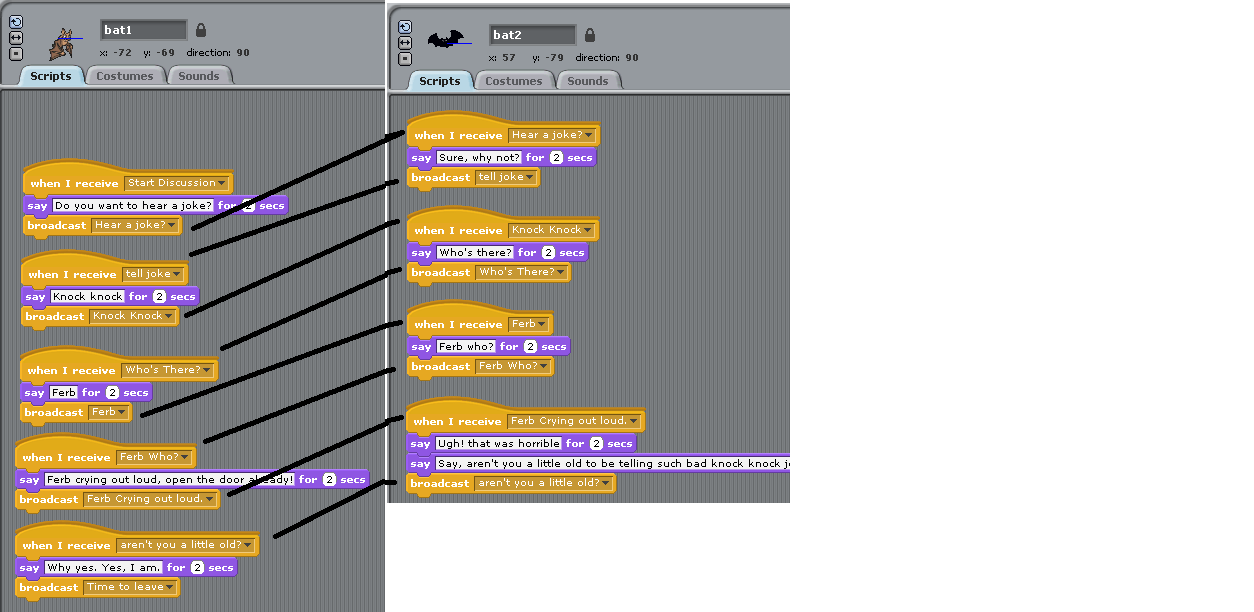 bat1
x: -72 y: -69 direction: 90
Scripts Costumes Sounds
when I receive Start Discussion
say Do you want to hear a joke? for 2 secs
broadcast Hear a joke?
when I receive tell joke
say Knock knock for 2 secs
broadcast Knock Knock
when I receive Who's There?
say Ferb for 2 secs
broadcast Ferb
when I receive Ferb Who?
say Ferb crying out loud, open the door already! for 2 secs
broadcast Ferb Crying out loud.
when I receive aren't you a little old?
say Why yes. Yes, I am. for 2 secs
broadcast Time to leave
bat2
x: 57 y: -79 direction: 90
Scripts Costumes Sounds
when I receive Hear a joke?
say Sure, why not? for 2 secs
broadcast tell joke
when I receive Knock Knock
say Who's there? for 2 secs
broadcast Who's There?
when I receive Ferb
say Ferb who? for 2 secs
broadcast Ferb Who?
when I receive Ferb Crying out loud.
say Ugh! that was horrible for 2 secs
say Say, aren't you a little old to be telling such bad knock knock
broadcast aren't you a little old?